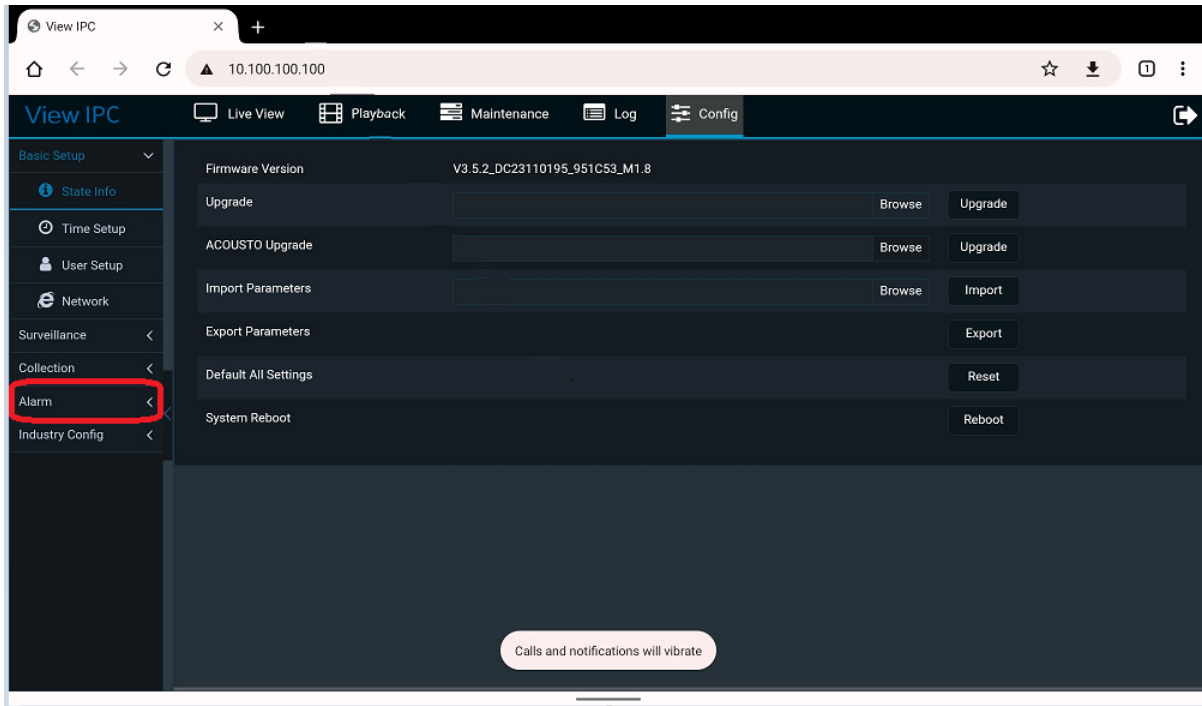 View IPC
10.100.100.100
1
View IPC
Live View Playback Maintenance Log Config
Basic Setup
State Info
Time Setup
User Setup
Network
Surveillance
Collection
Alarm
Industry Config
Firmware Version V3.5.2_DC23110195_951C53_M1.8
Upgrade Browse Upgrade
ACOUSTO Upgrade Browse Upgrade
Import Parameters Browse Import
Export Parameters Export
Default All Settings Reset
System Reboot Reboot
Calls and notifications will vibrate